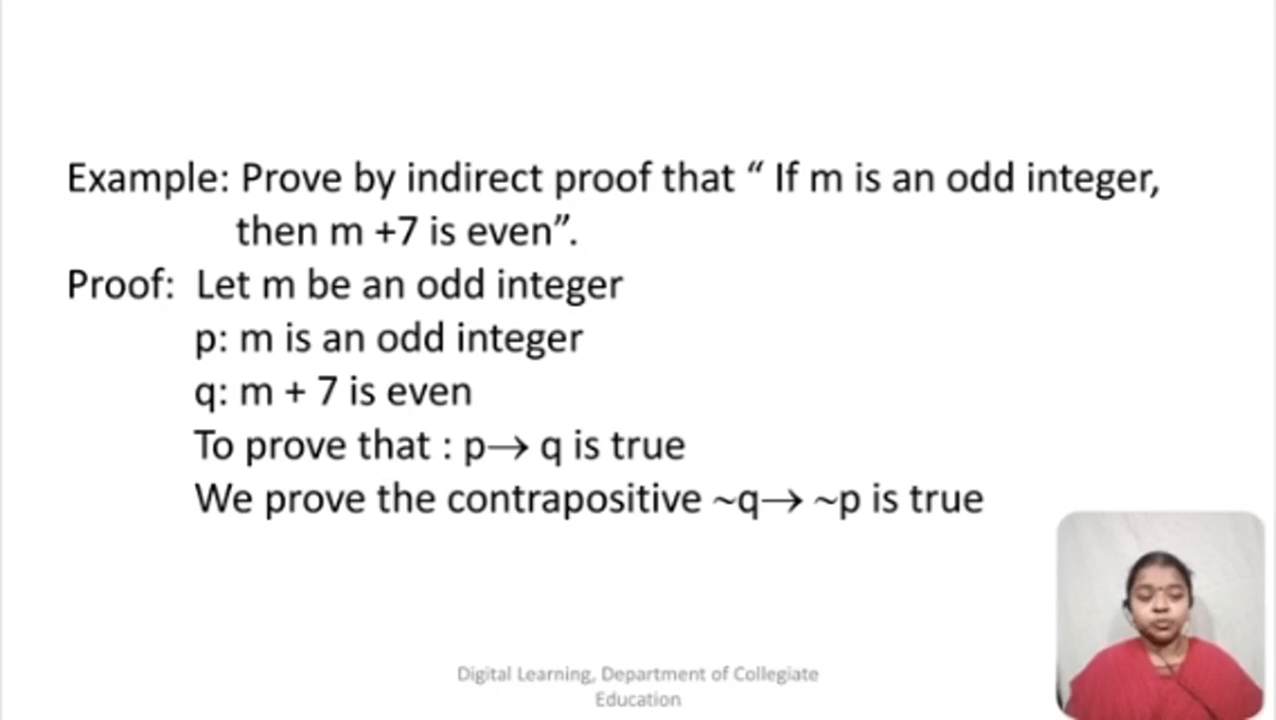 Example: Prove by indirect proof that “ If m is an odd integer,
then m +7 is even”.
Proof: Let m be an odd integer
p: m is an odd integer
q: m + 7 is even
To prove that : p→ q is true
We prove the contrapositive ~q→ ~p is true
Digital Learning, Department of Collegiate
Education